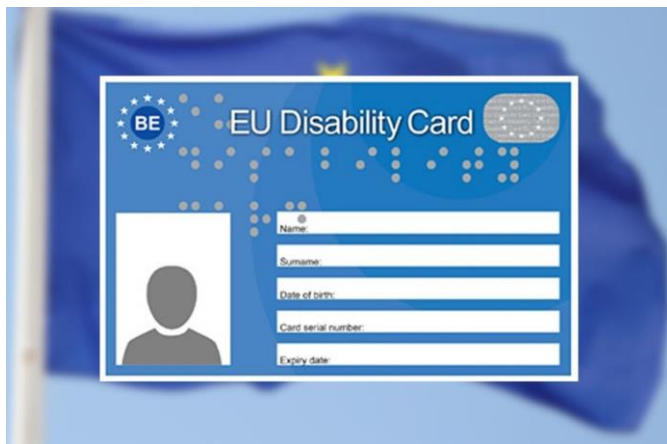 BE
EU Disability Card
Name:
Surname:
Date of birth:
Card serial number:
Expiry date: